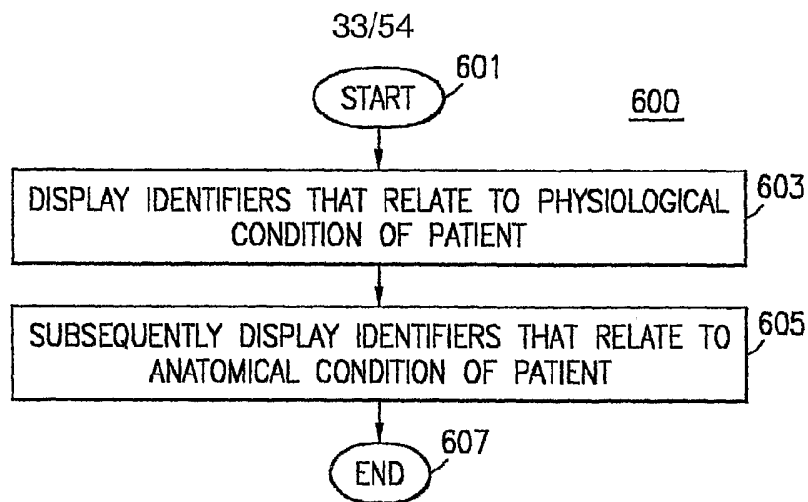 33/54
601
START
600
DISPLAY IDENTIFIERS THAT RELATE TO PHYSIOLOGICAL
CONDITION OF PATIENT
603
SUBSEQUENTLY DISPLAY IDENTIFIERS THAT RELATE TO
ANATOMICAL CONDITION OF PATIENT
605
607
END